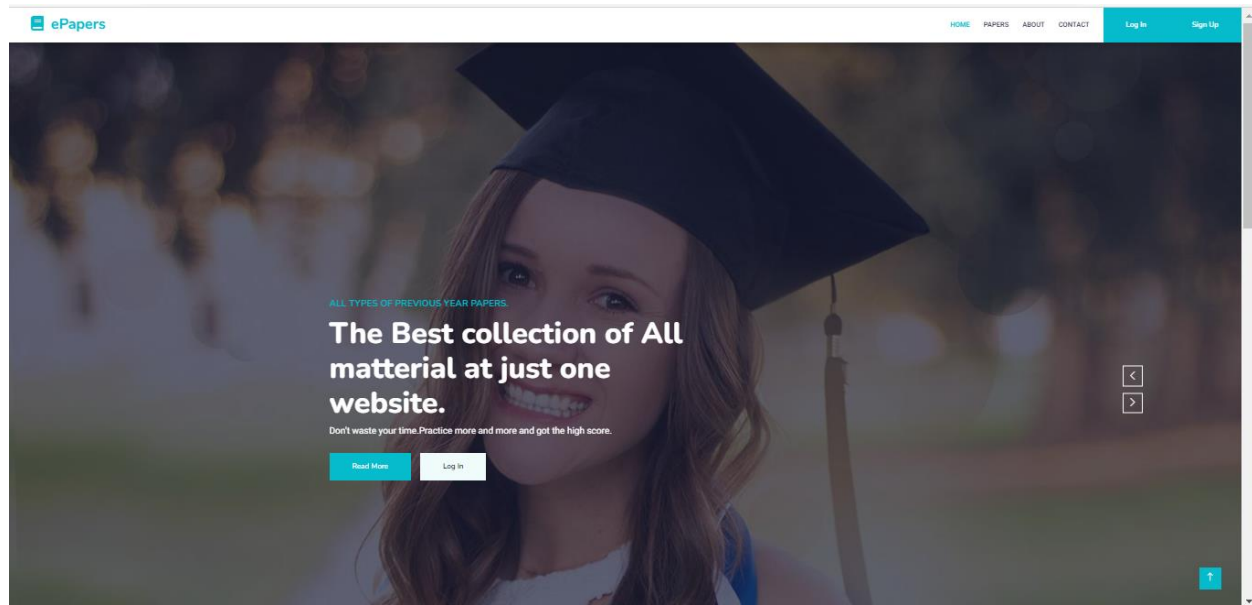 ePapers
HOME PAPERS ABOUT CONTACT Log In Sign Up
ALL TYPES OF PREVIOUS YEAR PAPERS.
The Best collection of All
matterial at just one
website.
Don't waste your time.Practice more and more and got the high score.
Read More Log In